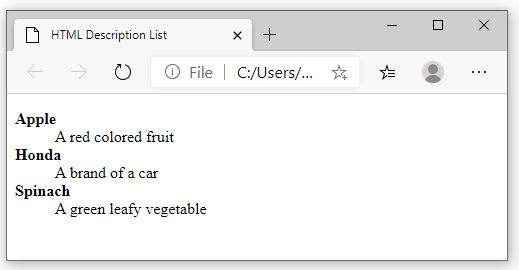 HTML Description List
File
C:/Users/...
Apple
A red colored fruit
Honda
A brand of a car
Spinach
A green leafy vegetable